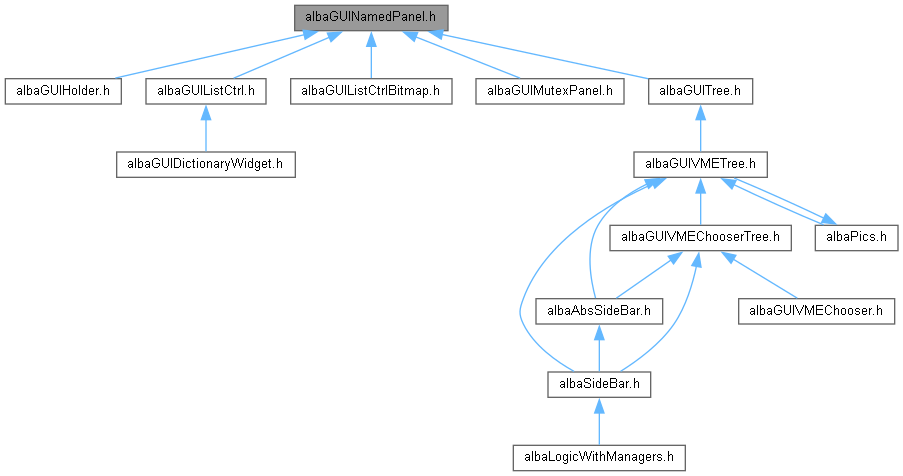 albaGUINamedPanel.h
albaGUIHolder.h
albaGUIListCtrl.h
albaGUIListCtrlBitmap.h
albaGUIMutexPanel.h
albaGUITree.h
albaGUIDictionaryWidget.h
albaGUIVMETree.h
albaGUIVMEChooserTree.h
albaPics.h
albaAbsSideBar.h
albaGUIVMEChooser.h
albaSideBar.h
albaLogicWithManagers.h